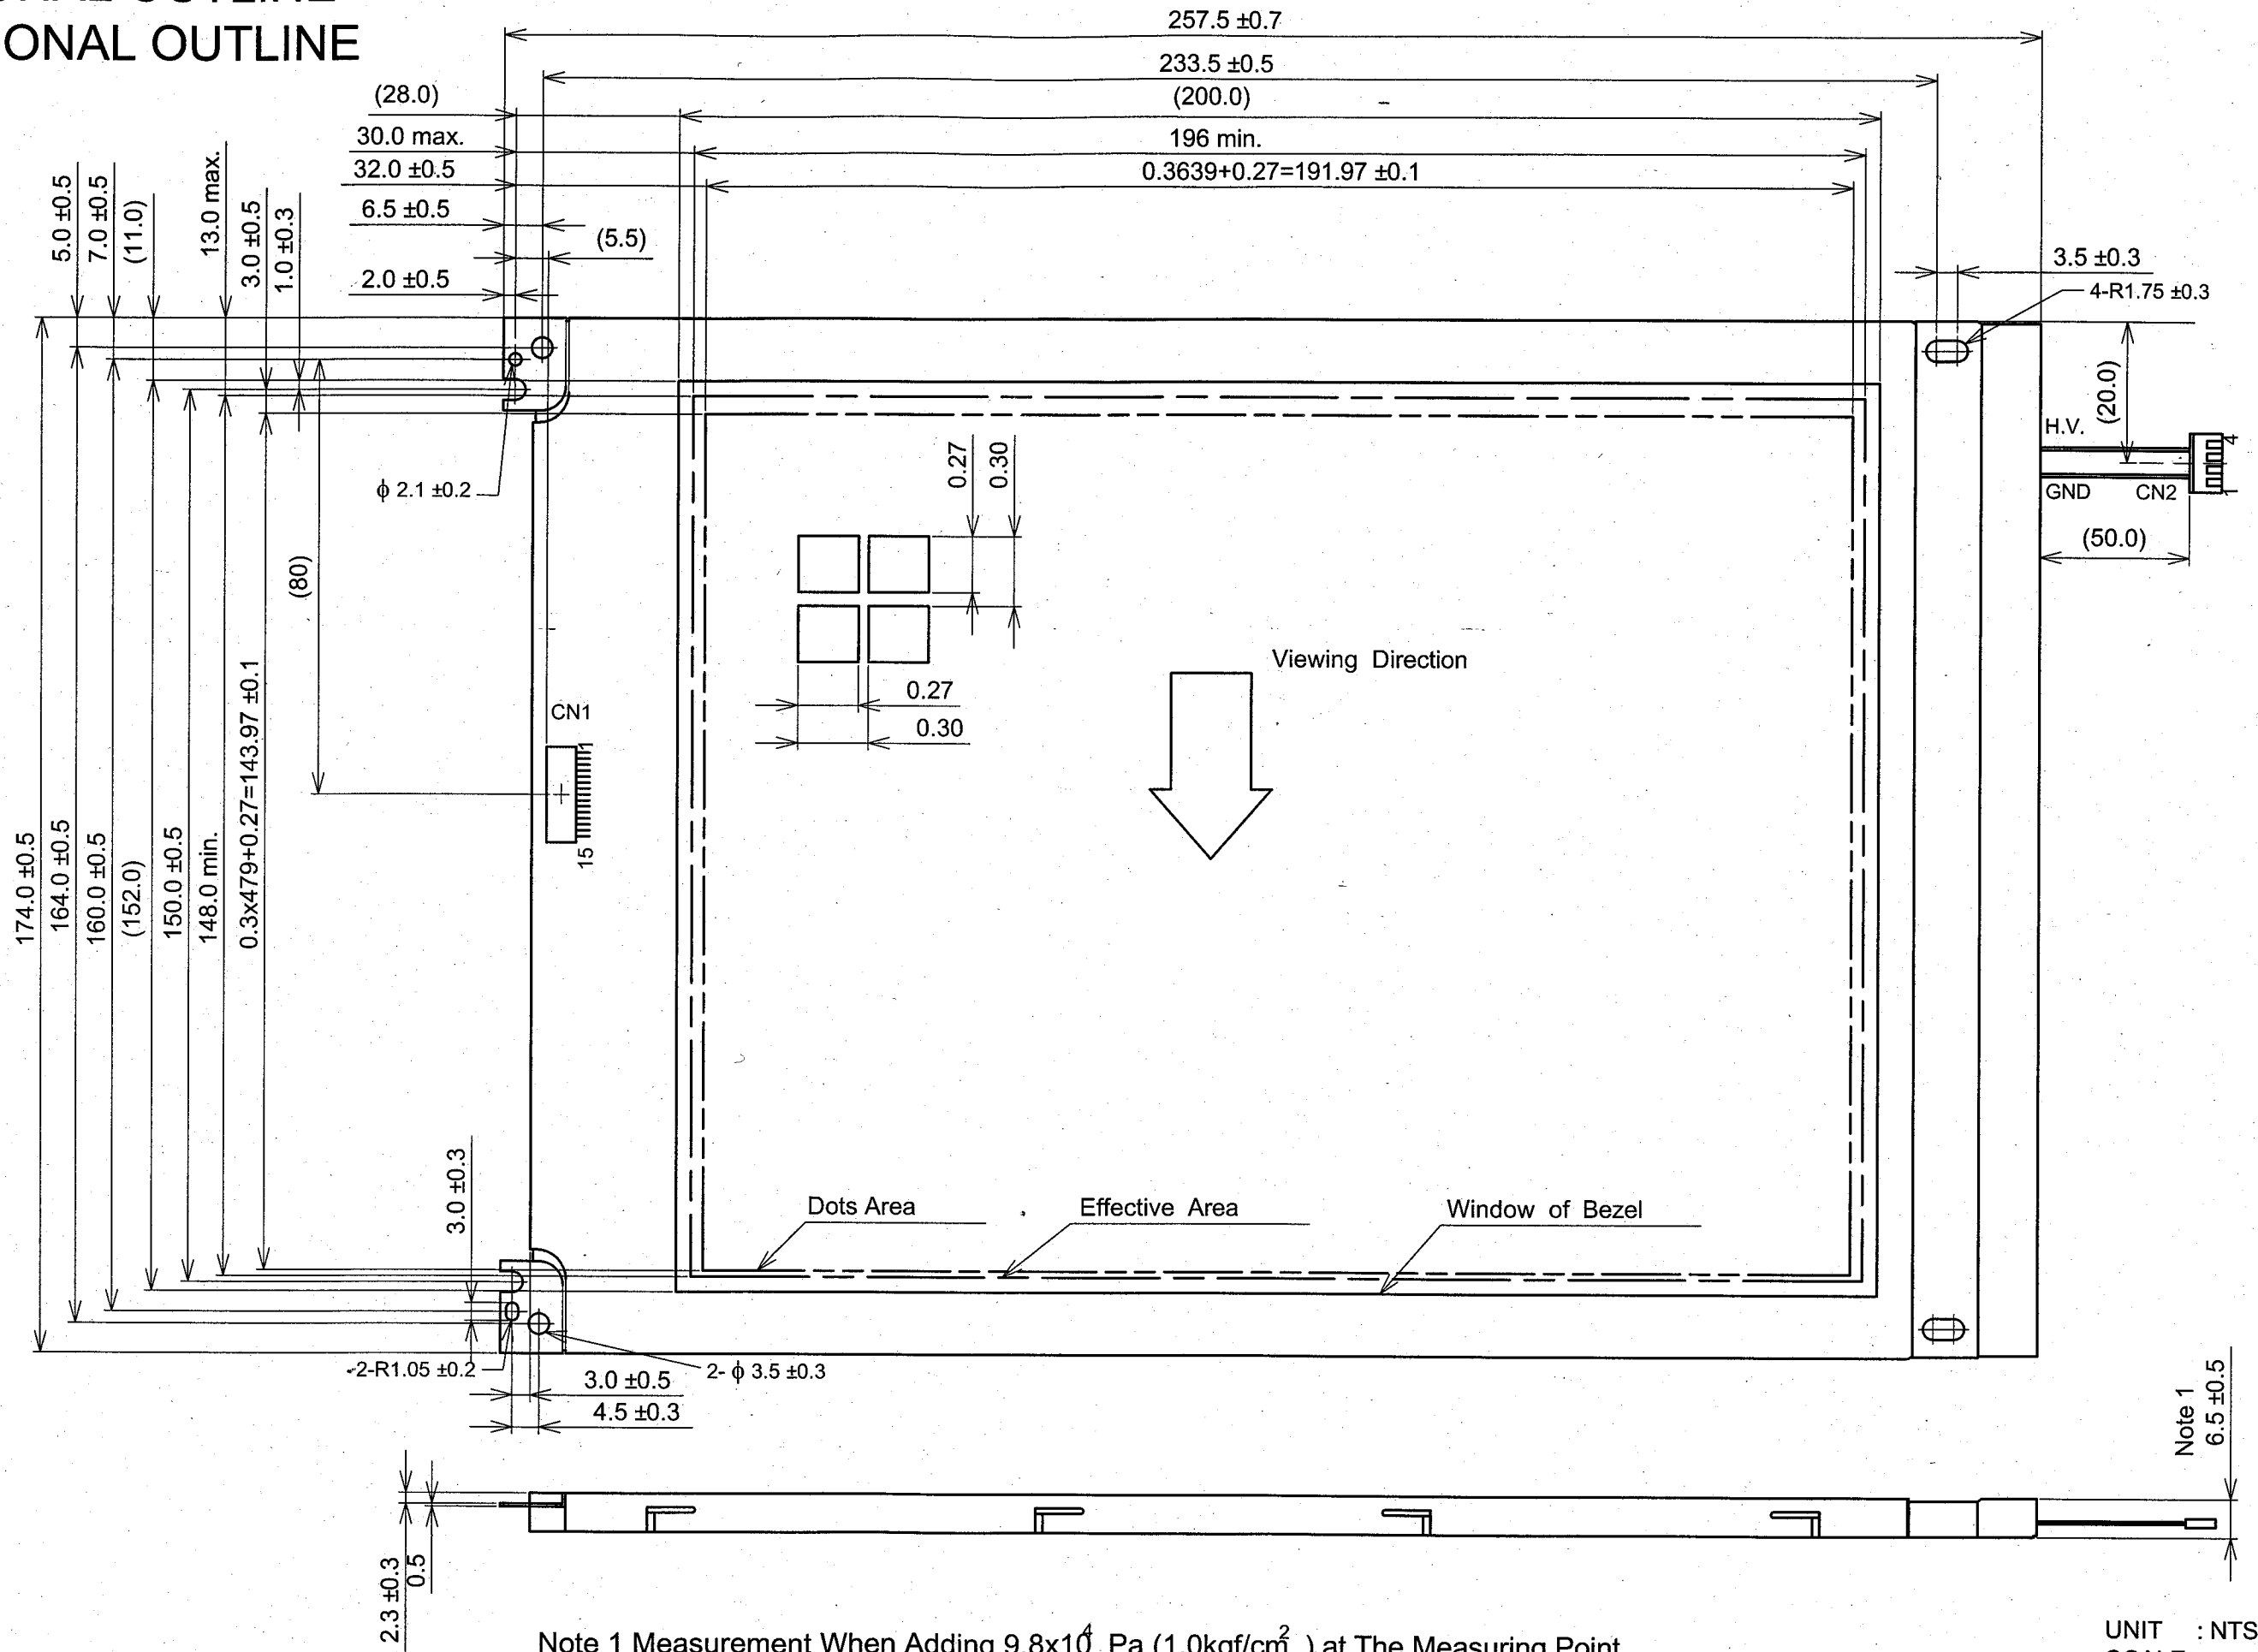 ONAL OUTLINE
257.5 ±0.7
233.5 ±0.5
(28.0)
(200.0)
30.0 max.
196 min.
32.0 ±0.5
0.3639+0.27=191.97 ±0.1
6.5 ±0.5
(5.5)
2.0 ±0.5
5.0 ±0.5
7.0 ±0.5
(11.0)
13.0 max.
3.0 ±0.5
1.0 ±0.3
3.5 ±0.3
4-R1.75 ±0.3
(20.0)
H.V.
4
GND
CN2
1
(50.0)
ϕ 2.1 ±0.2
0.27
0.30
(80)
Viewing Direction
0.27
0.30
CN1
1
15
174.0 ±0.5
164.0 ±0.5
160.0 ±0.5
(152.0)
150.0 ±0.5
148.0 min.
0.3x479+0.27=143.97 ±0.1
3.0 ±0.3
Dots Area
Effective Area
Window of Bezel
2-R1.05 ±0.2
2- ϕ 3.5 ±0.3
3.0 ±0.5
4.5 ±0.3
Note 1
6.5 ±0.5
2.3 ±0.3
0.5
Note 1 Measurement When Adding 9.8x10⁴ Pa (1.0kgf/cm²) at The Measuring Point
UNIT : NTS